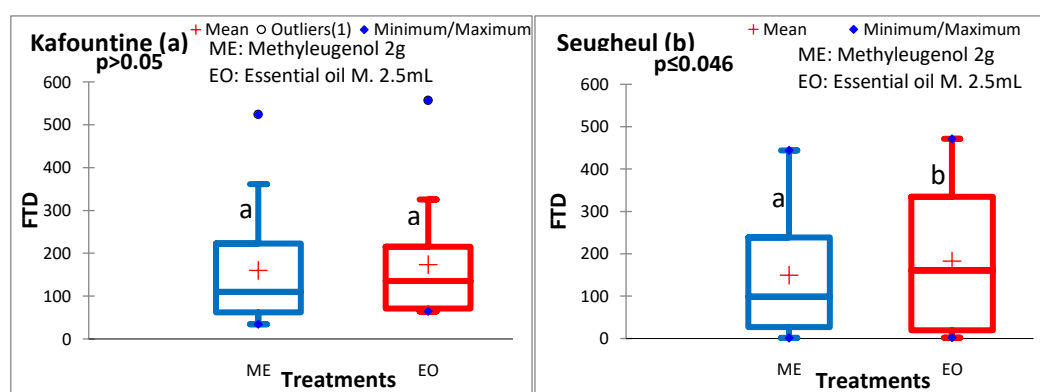 Mean Outliers(1) Minimum/Maximum
Kafountine (a)
p>0.05
ME: Methyleugenol 2g
EO: Essential oil M. 2.5mL
600
500
400
300
200
100
0
FTD
a
a
ME
EO
Treatments
Mean Minimum/Maximum
Seugheul (b)
p≤0.046
ME: Methyleugenol 2g
EO: Essential oil M. 2.5mL
600
500
400
300
200
100
0
FTD
a
b
ME
EO
Treatments